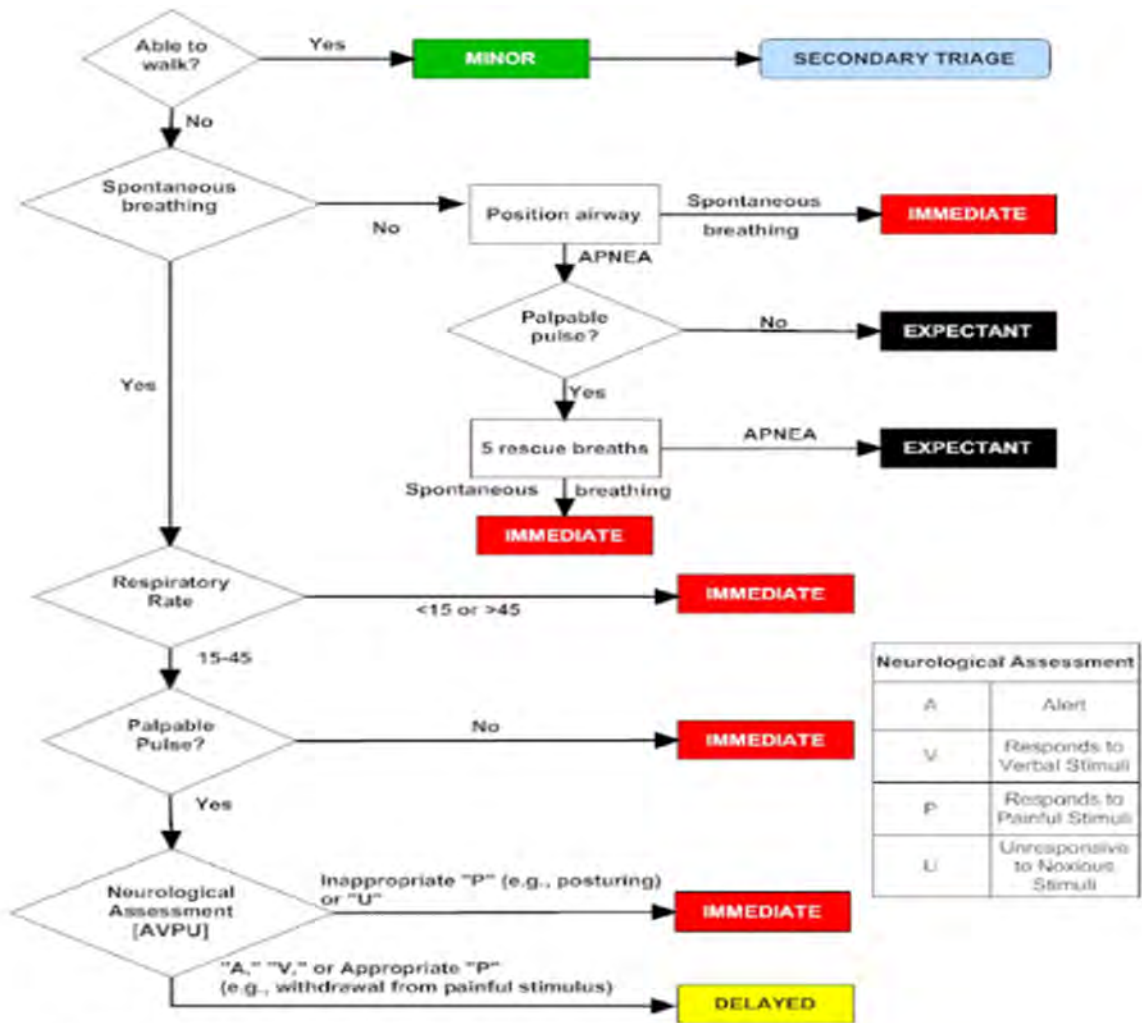 Able to
walk?
Yes
MINOR
SECONDARY TRIAGE
No
Spontaneous
breathing
No
Position airway
Spontaneous
breathing
IMMEDIATE
APNEA
Palpable
pulse?
No
EXPECTANT
Yes
Yes
5 rescue breaths
APNEA
EXPECTANT
Spontaneous breathing
IMMEDIATE
Respiratory
Rate
<15 or >45
IMMEDIATE
15-45
Palpable
Pulse?
No
IMMEDIATE
Yes
Neurological
Assessment
[AVPU]
Inappropriate "P" (e.g., posturing)
or "U"
IMMEDIATE
"A," "V," or Appropriate "P"
(e.g., withdrawal from painful stimulus)
DELAYED
Neurological Assessment
A Alert
V Responds to
Verbal Stimuli
P Responds to
Painful Stimuli
U Unresponsive
to Noxious
Stimuli